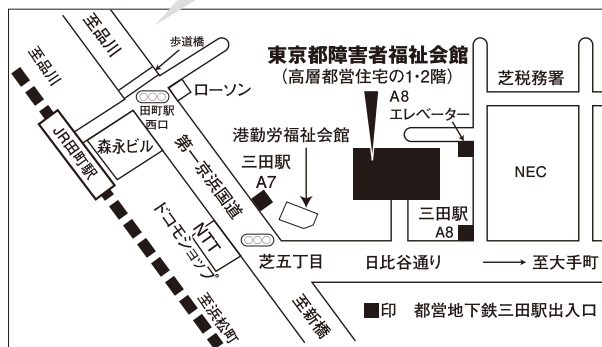 至品川
至品川
歩道橋
東京都障害者福祉会館
(高層都営住宅の1・2階)
芝税務署
ローソン
A8
エレベーター
田町駅
西口
JR田町駅
森永ビル
第一京浜国道
港勤労福祉会館
三田駅
A7
NEC
三田駅
A8
NTT
ドコモショップ
芝五丁目
日比谷通り
至大手町
至浜松町
至新橋
■印 都営地下鉄三田駅出入口